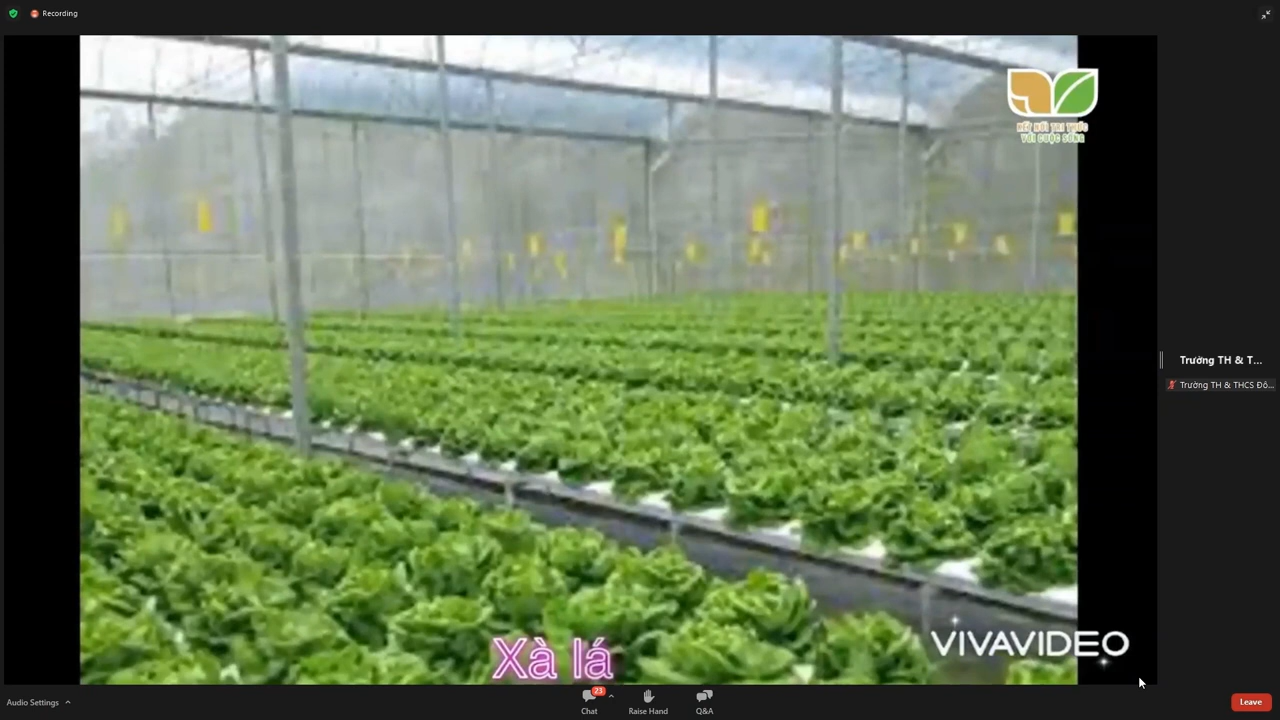 Recording
KẾT NỐI TRI THỨC
VỚI CUỘC SỐNG
Trường TH & T...
Trường TH & THCS Đồ...
Xà lá
VIVAVIDEO
Audio Settings
23
Chat
Raise Hand
Q&A
Leave